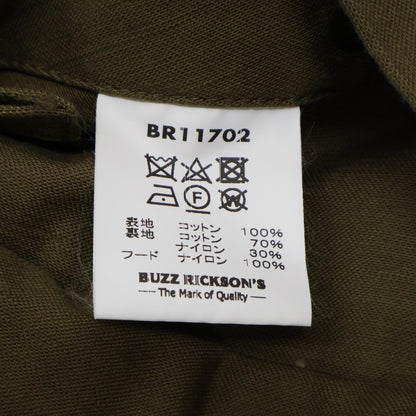 BR11702
F W
表地 コットン 100%
裏地 コットン 70%
ナイロン 30%
フード ナイロン 100%
BUZZ RICKSON'S
The Mark of Quality